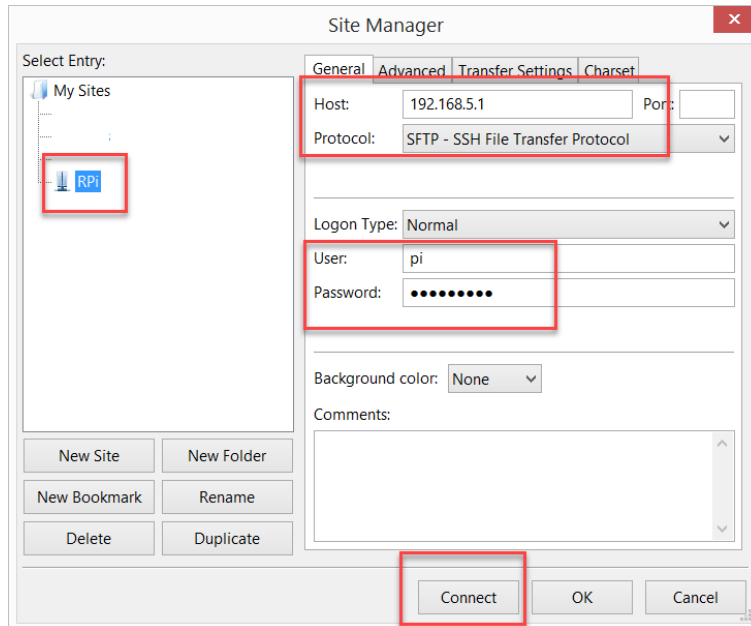 Site Manager
Select Entry:
My Sites
RPi
New Site
New Folder
New Bookmark
Rename
Delete
Duplicate
General
Advanced
Transfer Settings
Charset
Host:
192.168.5.1
Port:
Protocol:
SFTP - SSH File Transfer Protocol
Logon Type:
Normal
User:
pi
Password:
●●●●●●●●●
Background color:
None
Comments:
Connect
OK
Cancel